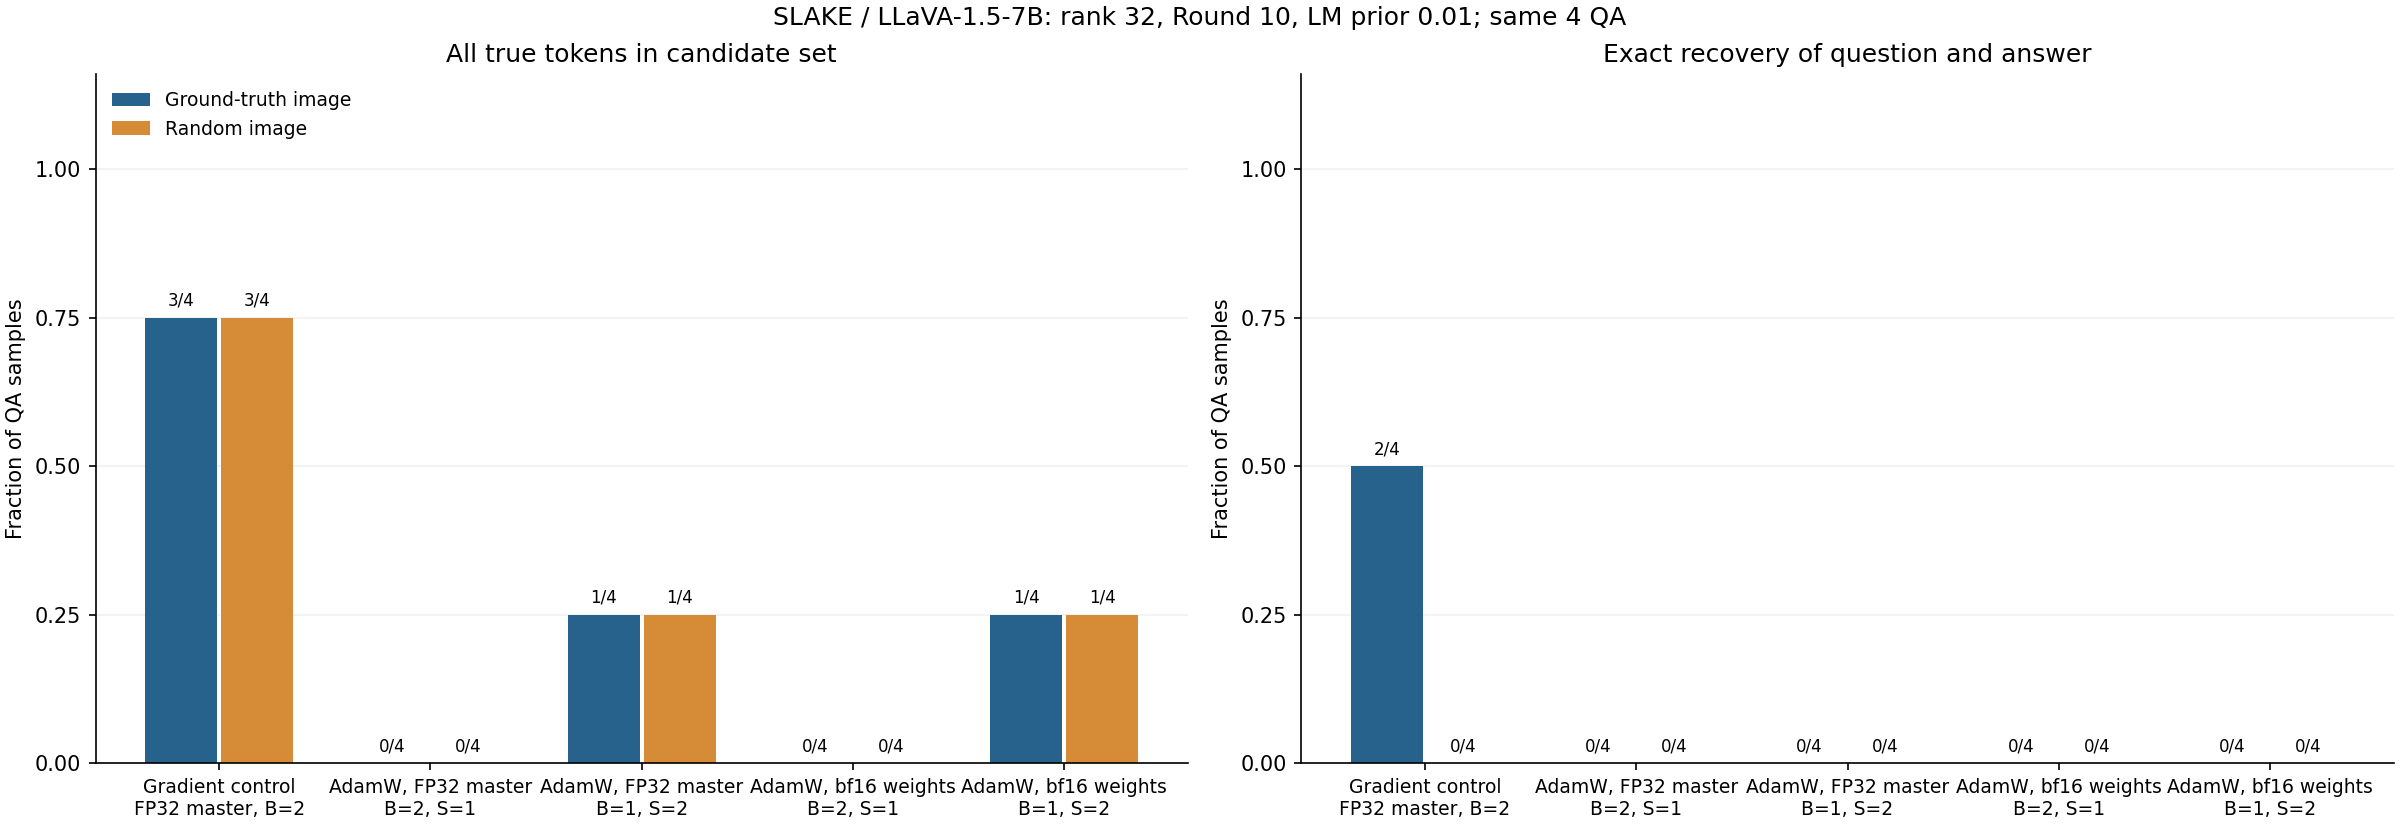 SLAKE / LLaVA-1.5-7B: rank 32, Round 10, LM prior 0.01; same 4 QA
All true tokens in candidate set
Ground-truth image
Random image
Fraction of QA samples
1.00
0.75
0.50
0.25
0.00
3/4
3/4
0/4
0/4
1/4
1/4
0/4
0/4
1/4
1/4
Gradient control
FP32 master, B=2
AdamW, FP32 master
B=2, S=1
AdamW, FP32 master
B=1, S=2
AdamW, bf16 weights
B=2, S=1
AdamW, bf16 weights
B=1, S=2
Exact recovery of question and answer
Fraction of QA samples
1.00
0.75
0.50
0.25
0.00
2/4
0/4
0/4
0/4
0/4
0/4
0/4
0/4
0/4
0/4
Gradient control
FP32 master, B=2
AdamW, FP32 master
B=2, S=1
AdamW, FP32 master
B=1, S=2
AdamW, bf16 weights
B=2, S=1
AdamW, bf16 weights
B=1, S=2